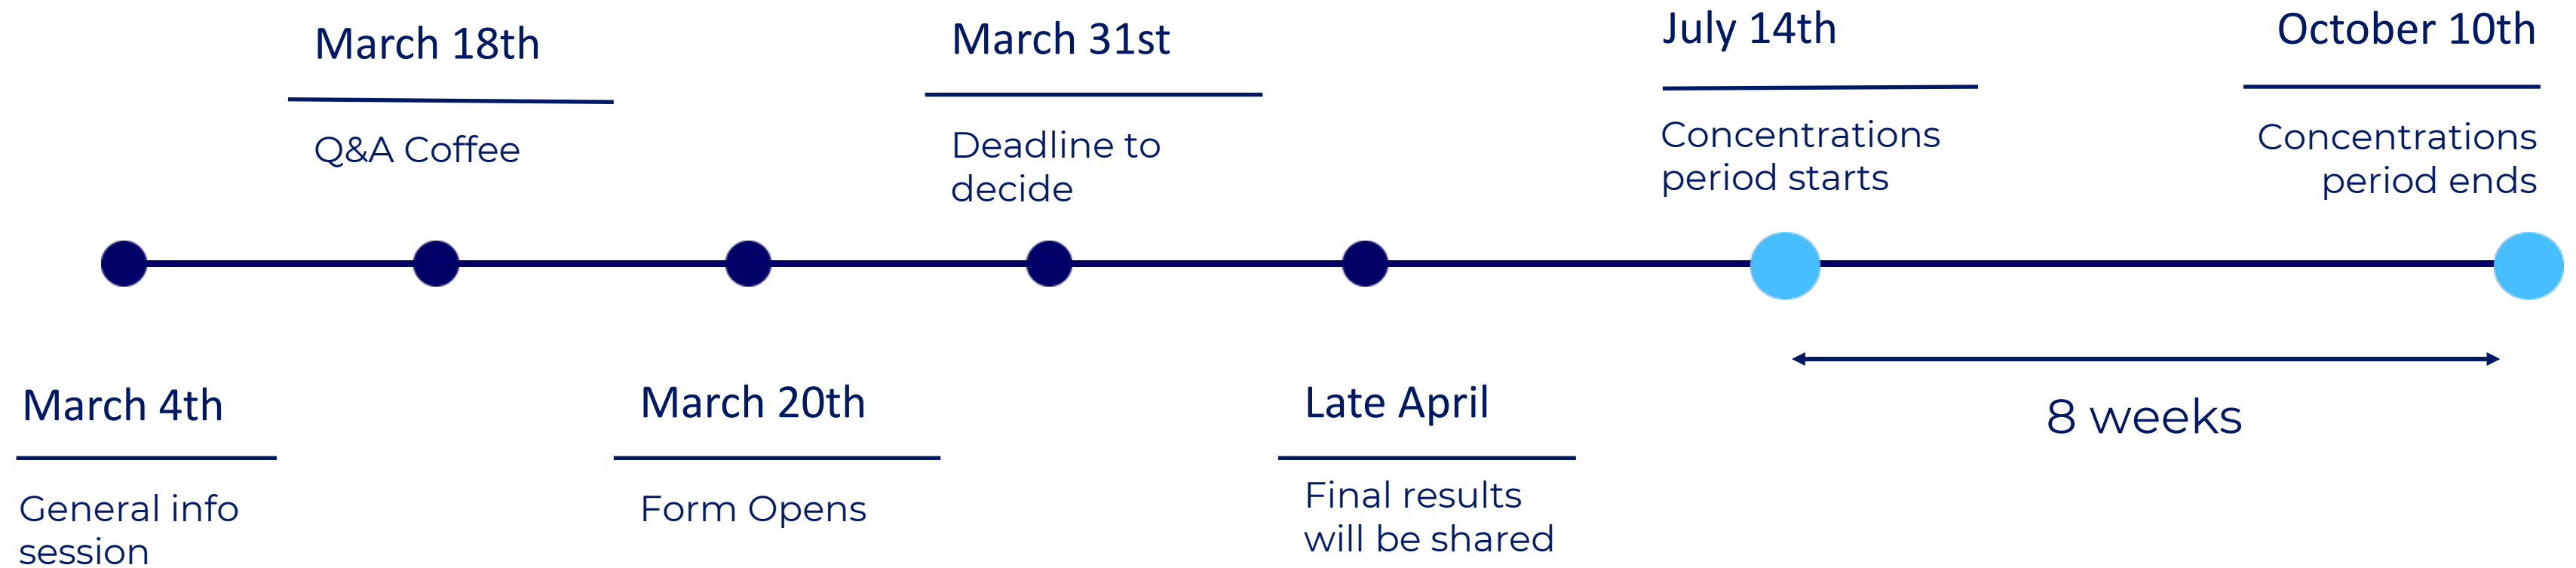 March 4th
General info
session
March 18th
Q&A Coffee
March 20th
Form Opens
March 31st
Deadline to
decide
Late April
Final results
will be shared
July 14th
Concentrations
period starts
8 weeks
October 10th
Concentrations
period ends